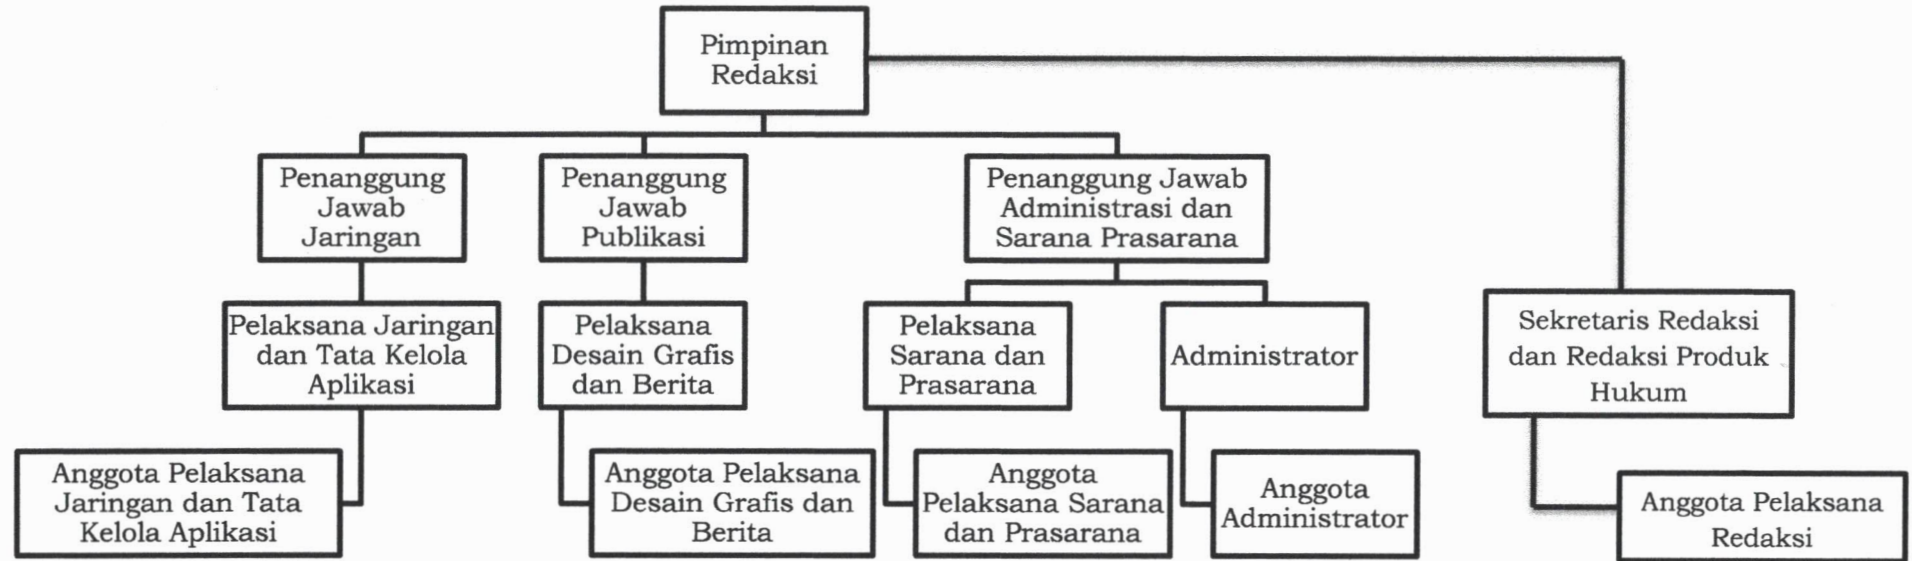 Pimpinan
Redaksi
Penanggung
Jawab
Jaringan
Penanggung
Jawab
Publikasi
Penanggung Jawab
Administrasi dan
Sarana Prasarana
Pelaksana Jaringan
dan Tata Kelola
Aplikasi
Pelaksana
Desain Grafis
dan Berita
Pelaksana
Sarana dan
Prasarana
Administrator
Sekretaris Redaksi
dan Redaksi Produk
Hukum
Anggota Pelaksana
Jaringan dan Tata
Kelola Aplikasi
Anggota Pelaksana
Desain Grafis dan
Berita
Anggota
Pelaksana Sarana
dan Prasarana
Anggota
Administrator
Anggota Pelaksana
Redaksi